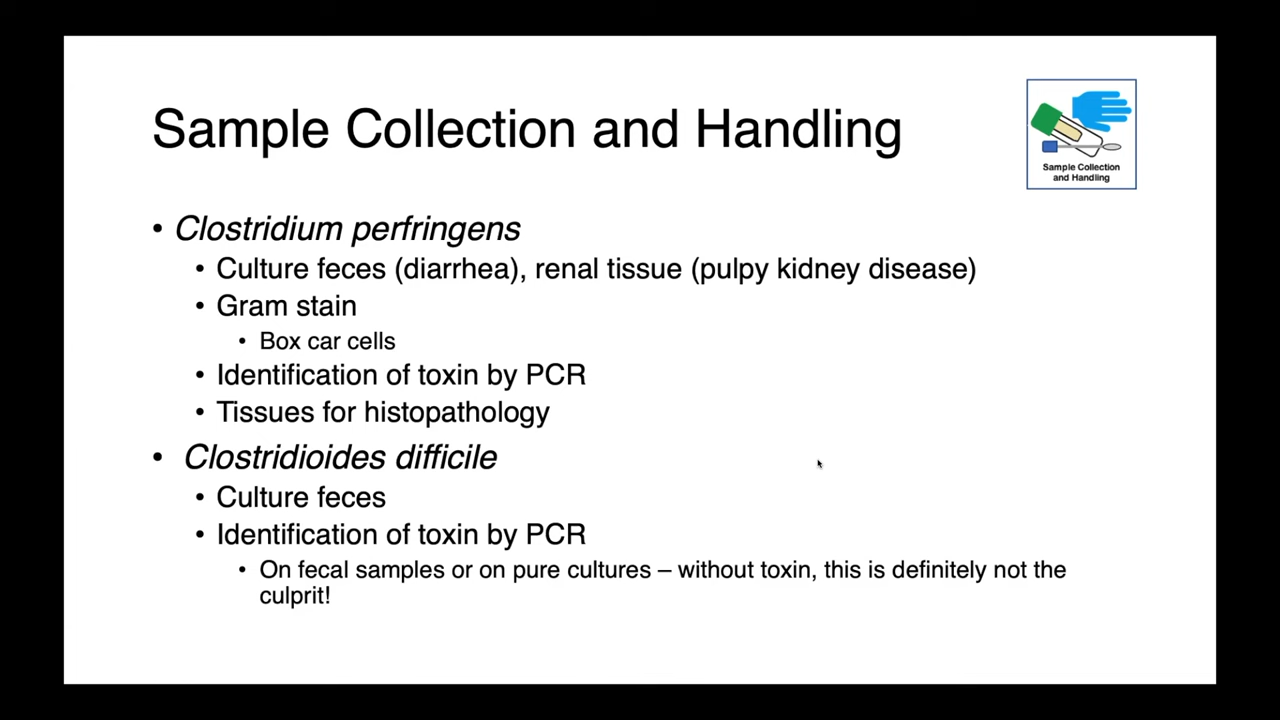 Sample Collection and Handling
Sample Collection
and Handling
• Clostridium perfringens
• Culture feces (diarrhea), renal tissue (pulpy kidney disease)
• Gram stain
• Box car cells
• Identification of toxin by PCR
• Tissues for histopathology
• Clostridioides difficile
• Culture feces
• Identification of toxin by PCR
• On fecal samples or on pure cultures – without toxin, this is definitely not the
culprit!